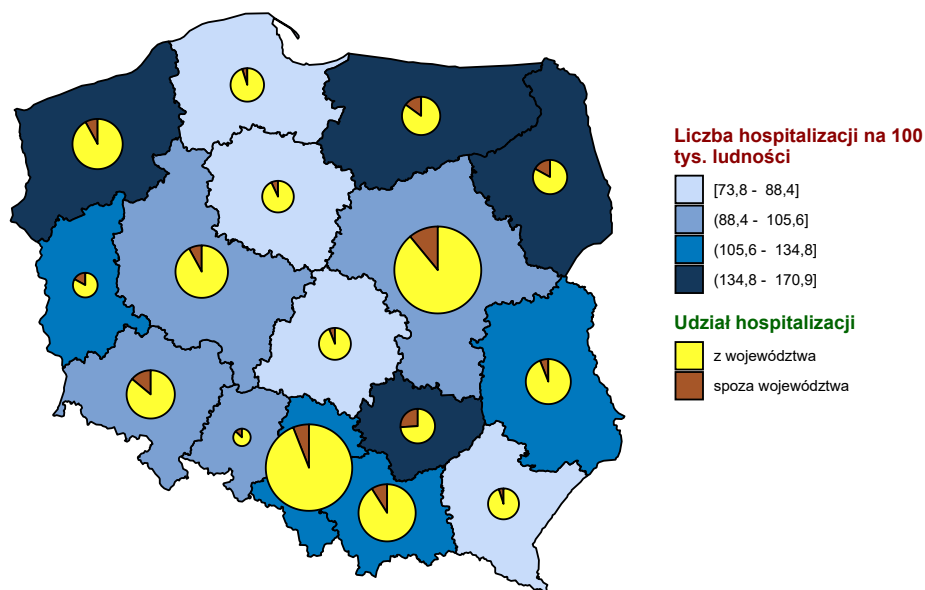 Liczba hospitalizacji na 100
tys. ludności
[73,8 - 88,4]
(88,4 - 105,6]
(105,6 - 134,8]
(134,8 - 170,9]
Udział hospitalizacji
z województwa
spoza województwa